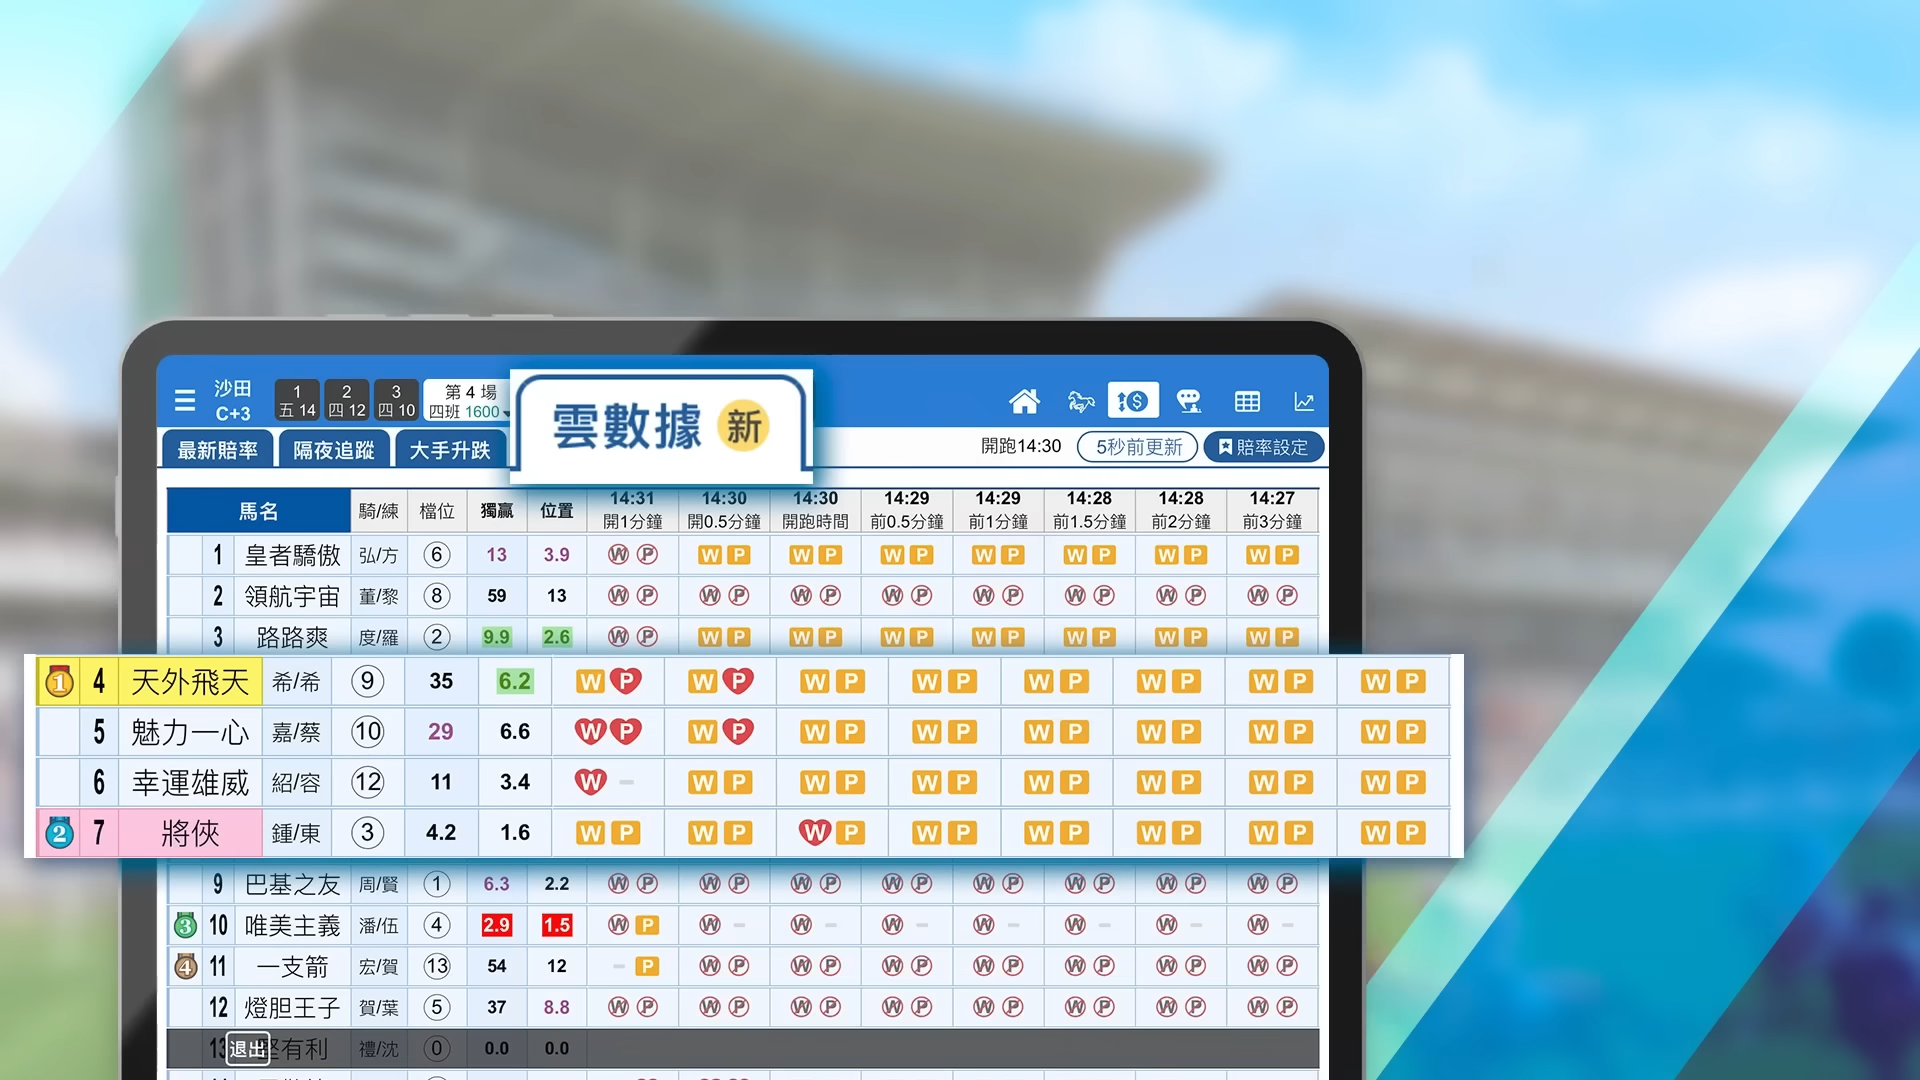 沙田
C+3
1
五 14
2
四 12
3
四 10
第 4 場
四班 1600
最新賠率
隔夜追蹤
大手升跌
雲數據 新
開跑14:30
5秒前更新
賠率設定
馬名 騎/練 檔位 獨贏 位置 14:31 14:30 14:30 14:29 14:29 14:28 14:28 14:27
開1分鐘 開0.5分鐘 開跑時間 前0.5分鐘 前1分鐘 前1.5分鐘 前2分鐘 前3分鐘
1 皇者驕傲 弘/方 6 13 3.9 W P W P W P W P W P W P W P W P
2 領航宇宙 董/黎 8 59 13 W P W P W P W P W P W P W P W P
3 路路爽 度/羅 2 9.9 2.6 W P W P W P W P W P W P W P W P
1 4 天外飛天 希/希 9 35 6.2 W P W P W P W P W P W P W P W P
5 魅力一心 嘉/蔡 10 29 6.6 W P W P W P W P W P W P W P W P
6 幸運雄威 紹/容 12 11 3.4 W - W P W P W P W P W P W P W P
2 7 將俠 鍾/東 3 4.2 1.6 W P W P W P W P W P W P W P W P
9 巴基之友 周/賢 1 6.3 2.2 W P W P W P W P W P W P W P W P
3 10 唯美主義 潘/伍 4 2.9 1.5 W P W - W - W - W - W - W - W -
4 11 一支箭 宏/賀 13 54 12 - P W P W P W P W P W P W P W P
12 燈胆王子 賀/葉 5 37 8.8 W P W P W P W P W P W P W P W P
13 退出 有利 禮/沈 0 0.0 0.0